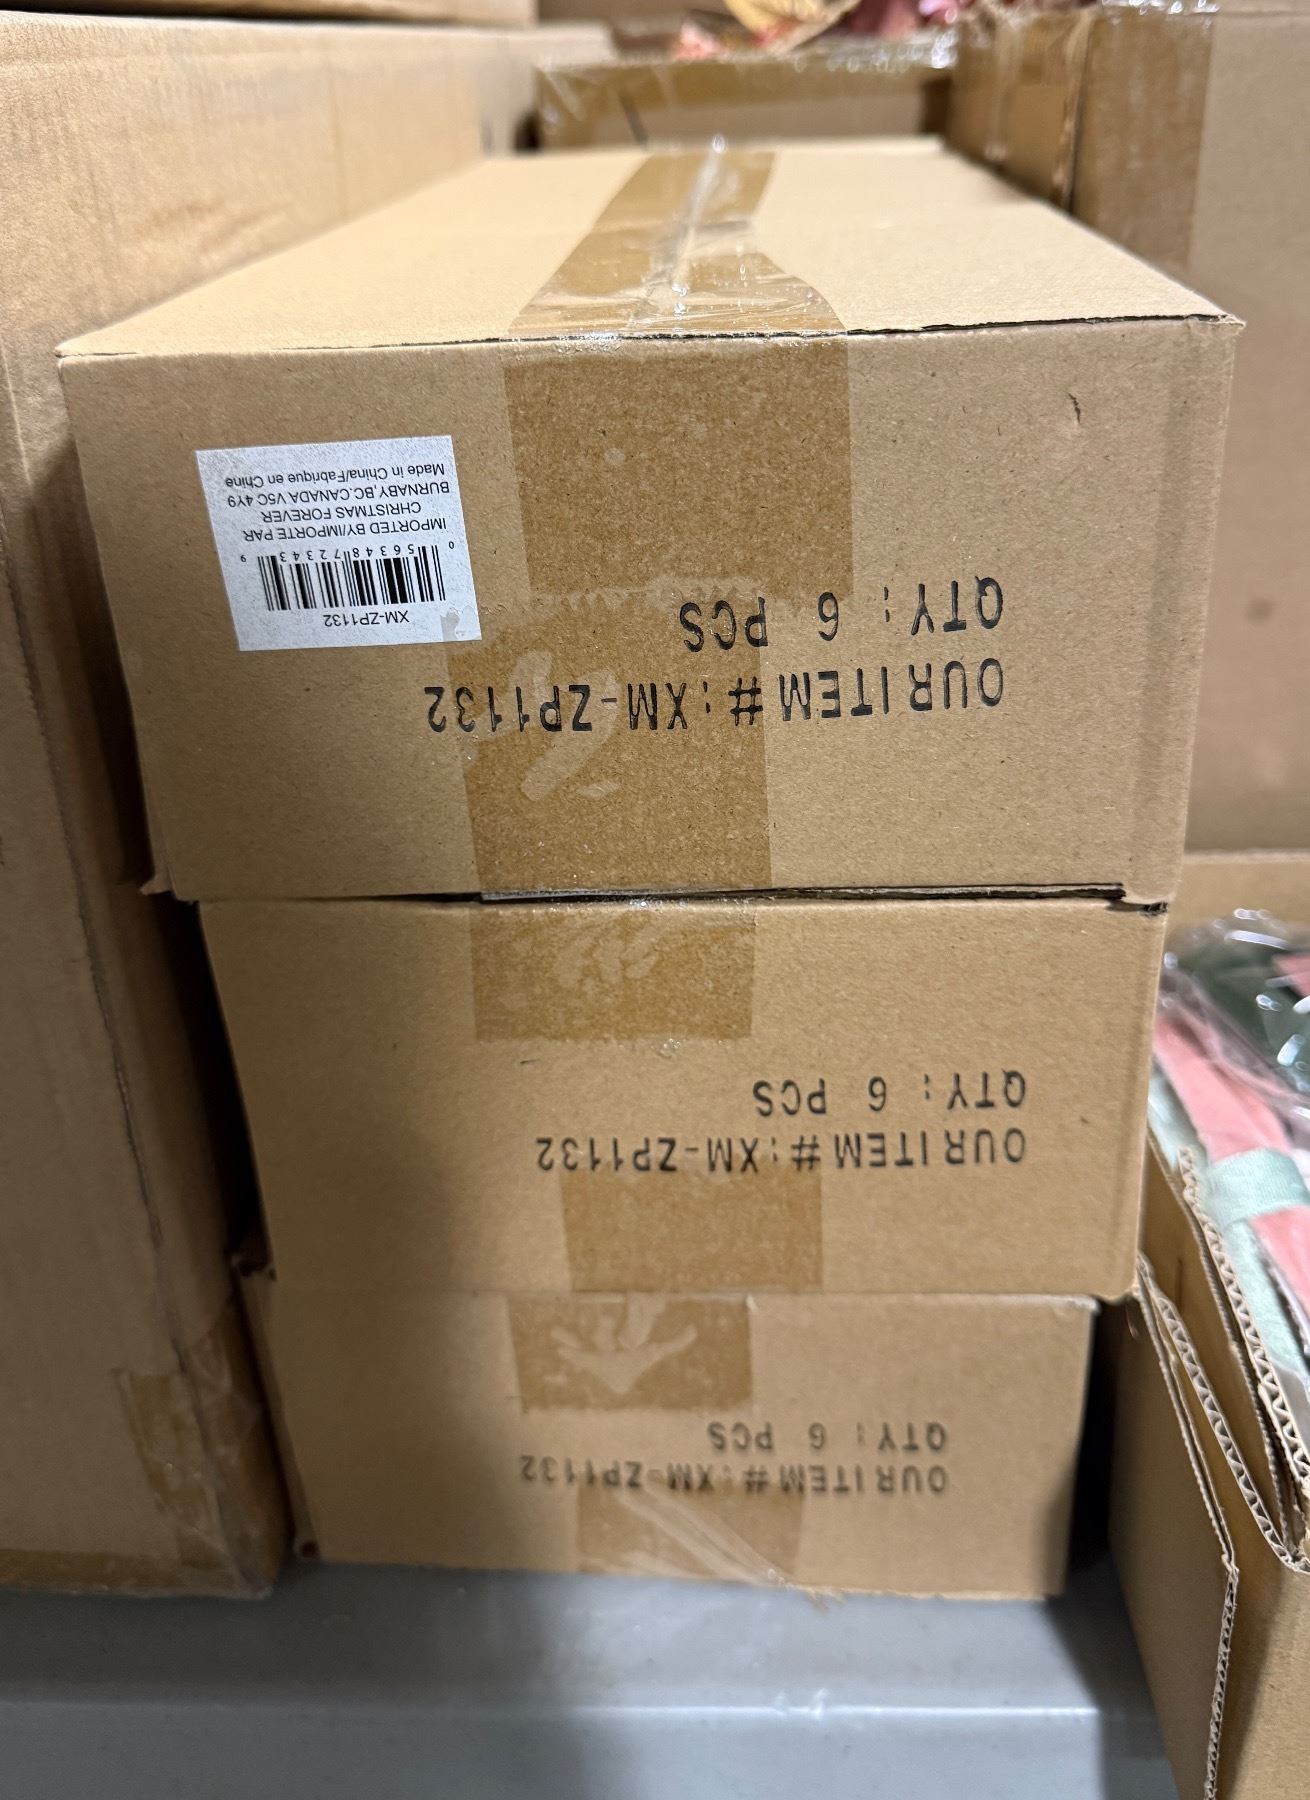 XM-ZP1132
0 56348 72343 9
IMPORTED BY/IMPORTE PAR
CHRISTMAS FOREVER
BURNABY,BC.CANADA V5C 4Y9
Made in China/Fabrique en Chine
OUR ITEM #:XM-ZP1132
QTY: 6 PCS
OUR ITEM #:XM-ZP1132
QTY: 6 PCS
OUR ITEM #:XM-ZP1132
QTY: 6 PCS